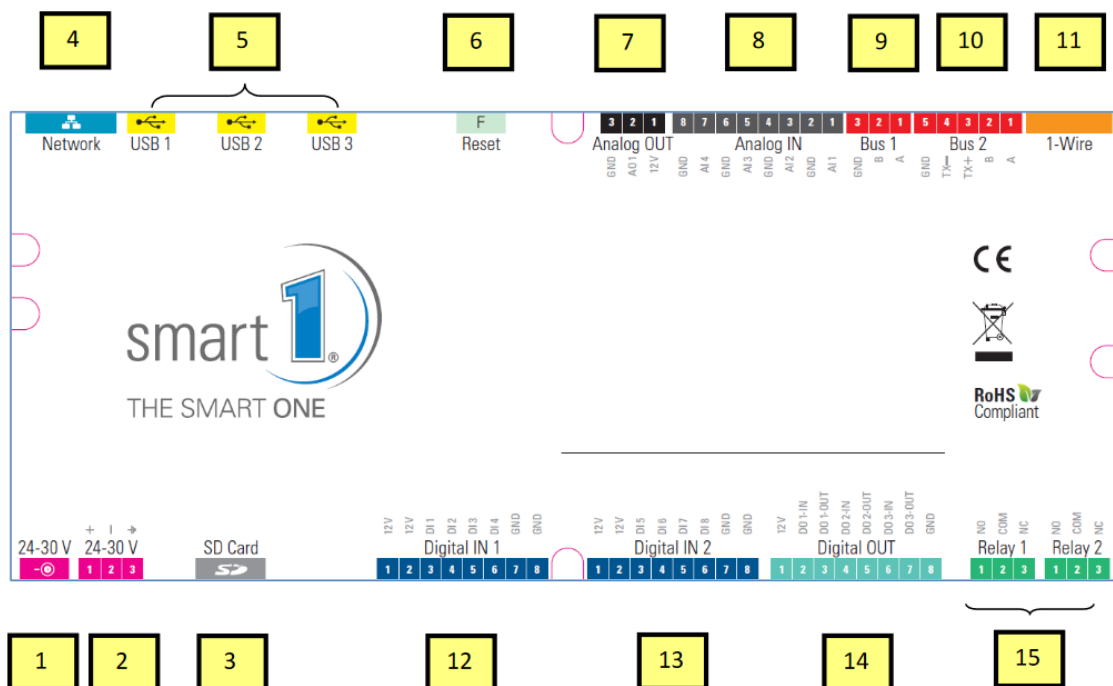 4 5 6 7 8 9 10 11
F
3 2 1 8 7 6 5 4 3 2 1 3 2 1 5 4 3 2 1
Network USB 1 USB 2 USB 3 Reset Analog OUT Analog IN Bus 1 Bus 2 1-Wire
GND AO1 12V GND AI4 GND AI3 GND AI2 GND AI1 GND B A GND TX— TX+ B A
CE
smart 1®
THE SMART ONE
RoHS
Compliant
12V 12V DI1 DI2 DI3 DI4 GND GND 12V 12V DI5 DI6 DI7 DI8 GND GND 12V DO1-IN DO1-OUT DO2-IN DO2-OUT DO3-IN DO3-OUT GND NO COM NC NO COM NC
+ –
24-30 V 24-30 V SD Card Digital IN 1 Digital IN 2 Digital OUT Relay 1 Relay 2
1 2 3 SD 1 2 3 4 5 6 7 8 1 2 3 4 5 6 7 8 1 2 3 4 5 6 7 8 1 2 3 1 2 3
1 2 3 12 13 14 15